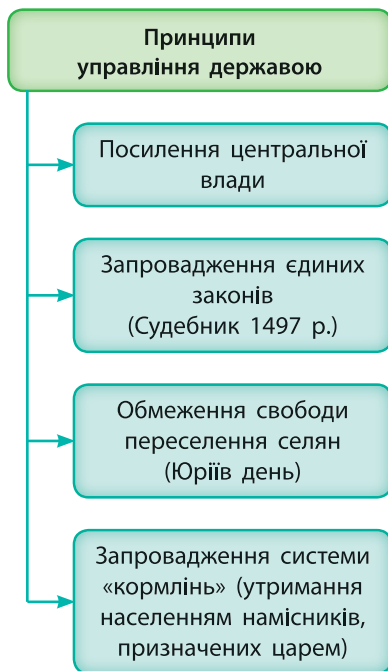 Принципи
управління державою
Посилення центральної
влади
Запровадження єдиних
законів
(Судебник 1497 р.)
Обмеження свободи
переселення селян
(Юріїв день)
Запровадження системи
«кормлінь» (утримання
населенням намісників,
призначених царем)